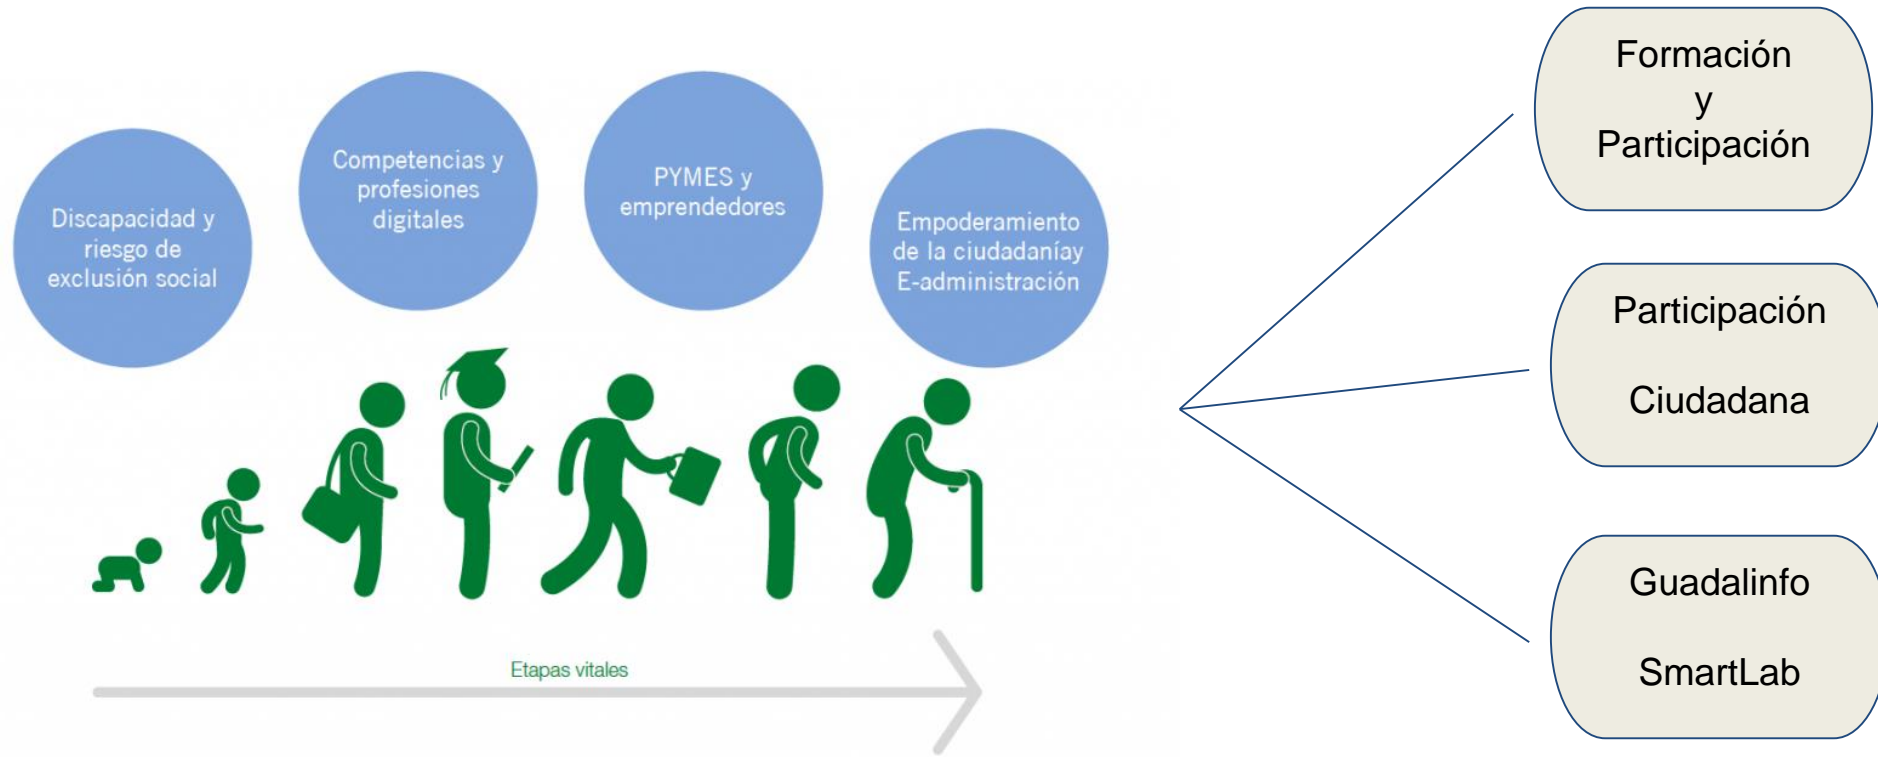 Discapacidad y
riesgo de
exclusión social
Competencias y
profesiones
digitales
PYMES y
emprendedores
Empoderamiento
de la ciudadaníay
E-administración
Etapas vitales
Formación
y
Participación
Participación
Ciudadana
Guadalinfo
SmartLab